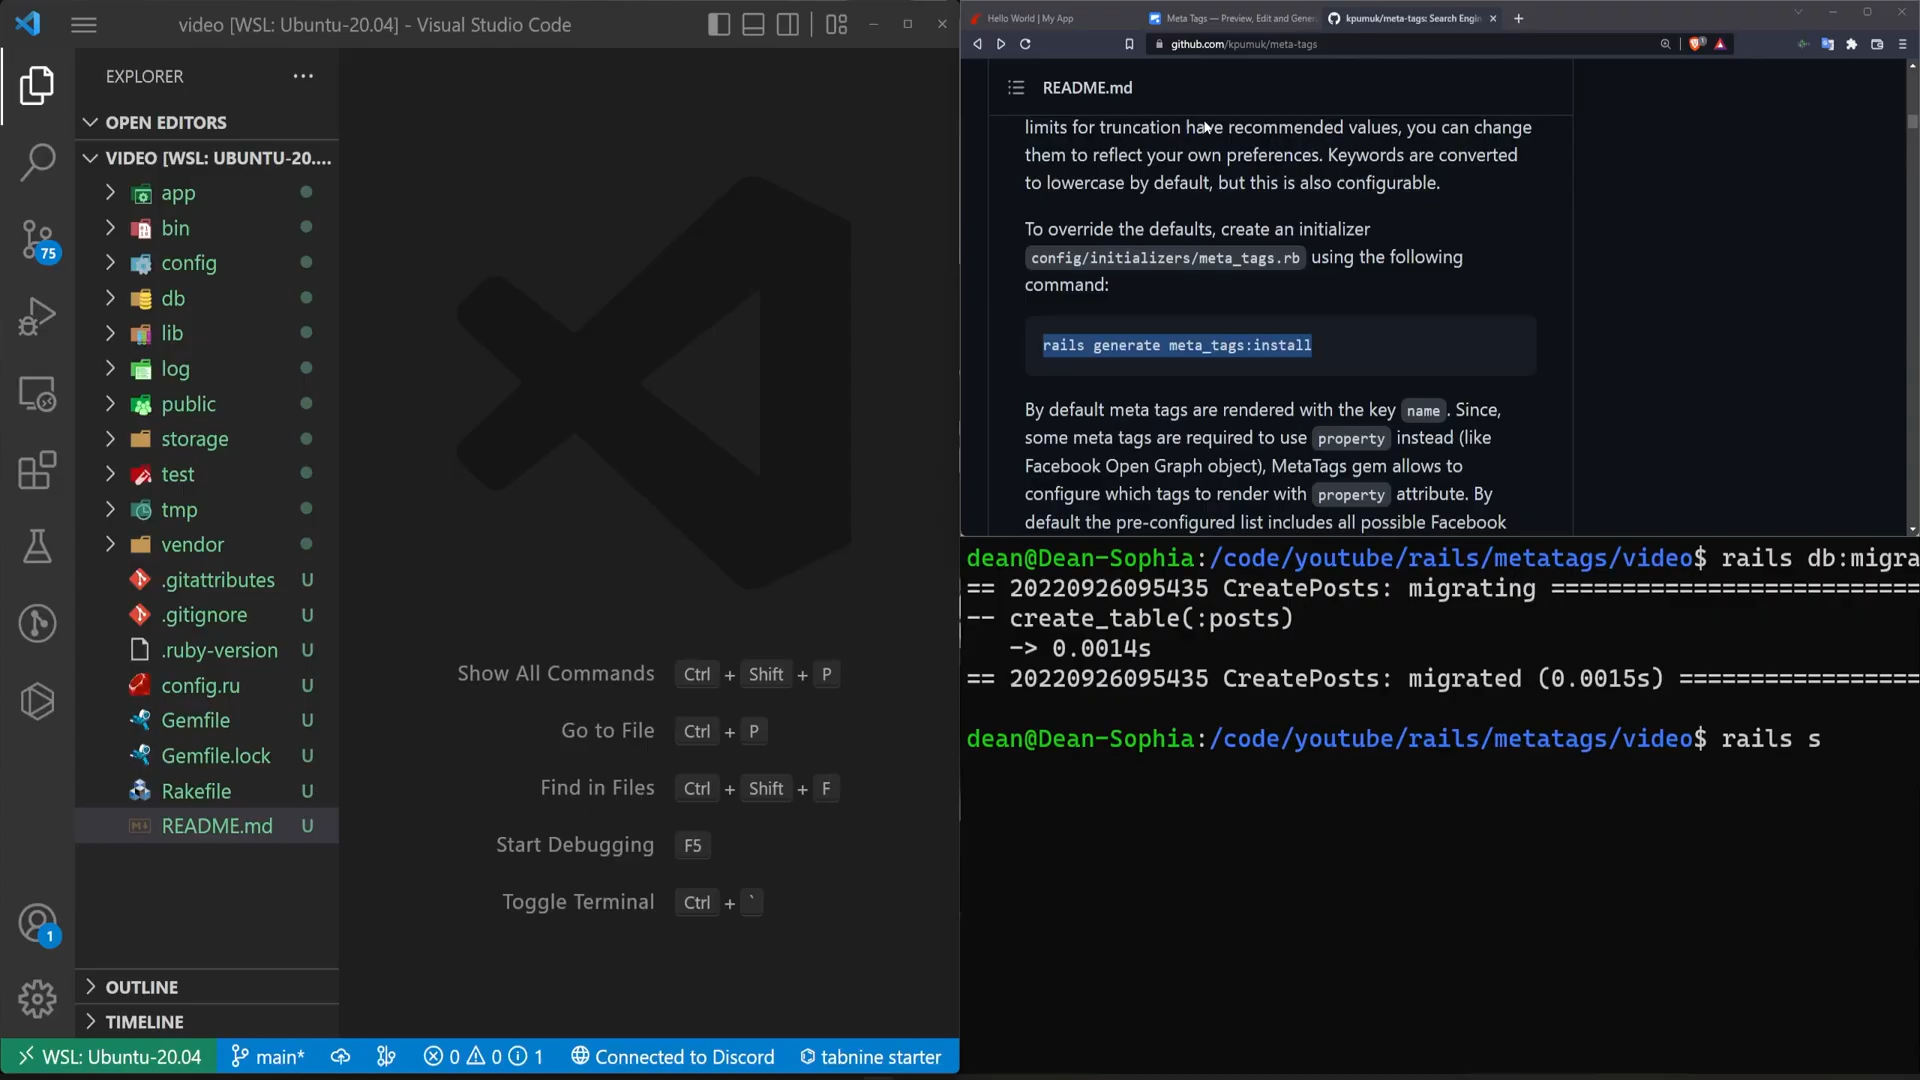 video [WSL: Ubuntu-20.04] - Visual Studio Code
EXPLORER
OPEN EDITORS
VIDEO [WSL: UBUNTU-20....
app
bin
config
db
lib
log
public
storage
test
tmp
vendor
.gitattributes U
.gitignore U
.ruby-version U
config.ru U
Gemfile U
Gemfile.lock U
Rakefile U
README.md U
OUTLINE
TIMELINE
75
1
Show All Commands Ctrl + Shift + P
Go to File Ctrl + P
Find in Files Ctrl + Shift + F
Start Debugging F5
Toggle Terminal Ctrl + `
WSL: Ubuntu-20.04 main* 0 0 1 Connected to Discord tabnine starter
Hello World | My App
Meta Tags — Preview, Edit and Gener
kpumuk/meta-tags: Search Engin
github.com/kpumuk/meta-tags
README.md
limits for truncation have recommended values, you can change
them to reflect your own preferences. Keywords are converted
to lowercase by default, but this is also configurable.
To override the defaults, create an initializer
config/initializers/meta_tags.rb using the following
command:
rails generate meta_tags:install
By default meta tags are rendered with the key name . Since,
some meta tags are required to use property instead (like
Facebook Open Graph object), MetaTags gem allows to
configure which tags to render with property attribute. By
default the pre-configured list includes all possible Facebook
dean@Dean-Sophia:/code/youtube/rails/metatags/video$ rails db:migra
== 20220926095435 CreatePosts: migrating ==========================
-- create_table(:posts)
-> 0.0014s
== 20220926095435 CreatePosts: migrated (0.0015s) =================
dean@Dean-Sophia:/code/youtube/rails/metatags/video$ rails s